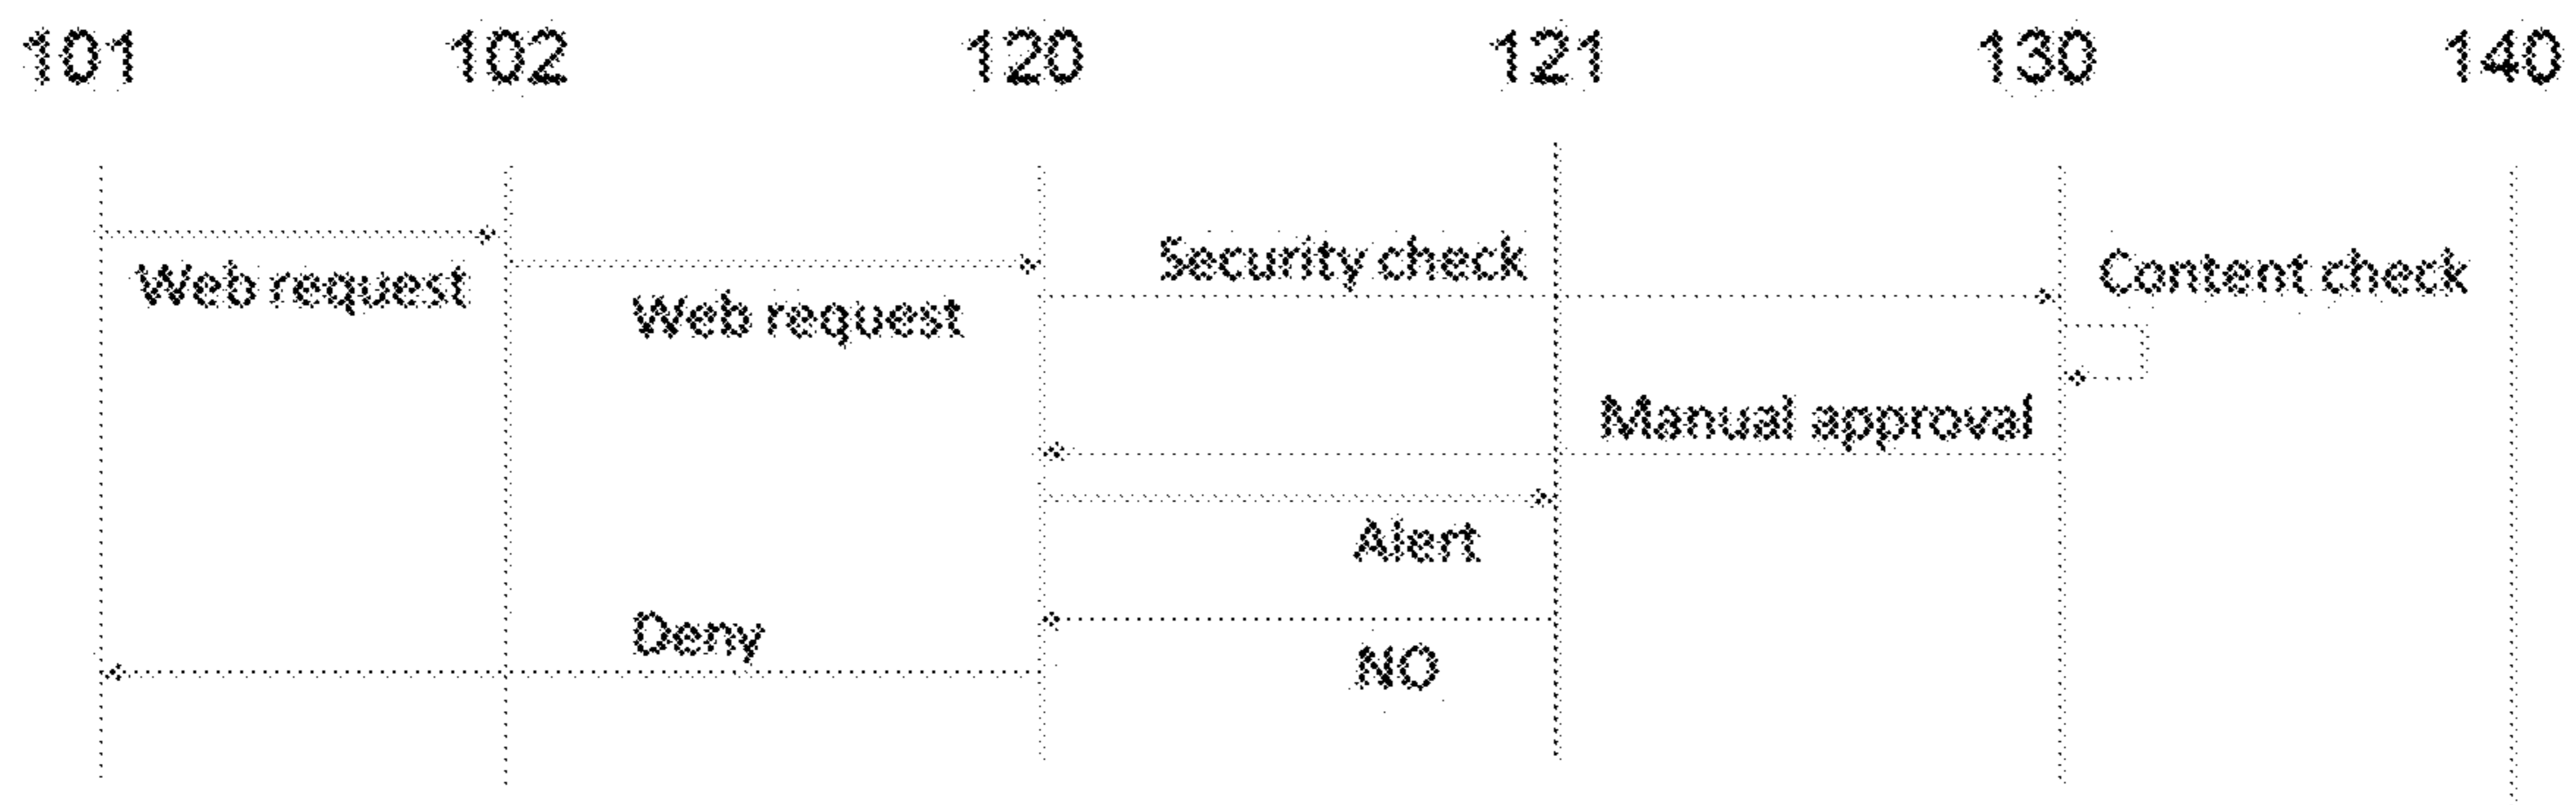 101 102 120 121 130 140
Security check
Content check
Web request
Web request
Manual approval
Alert
Deny
NO